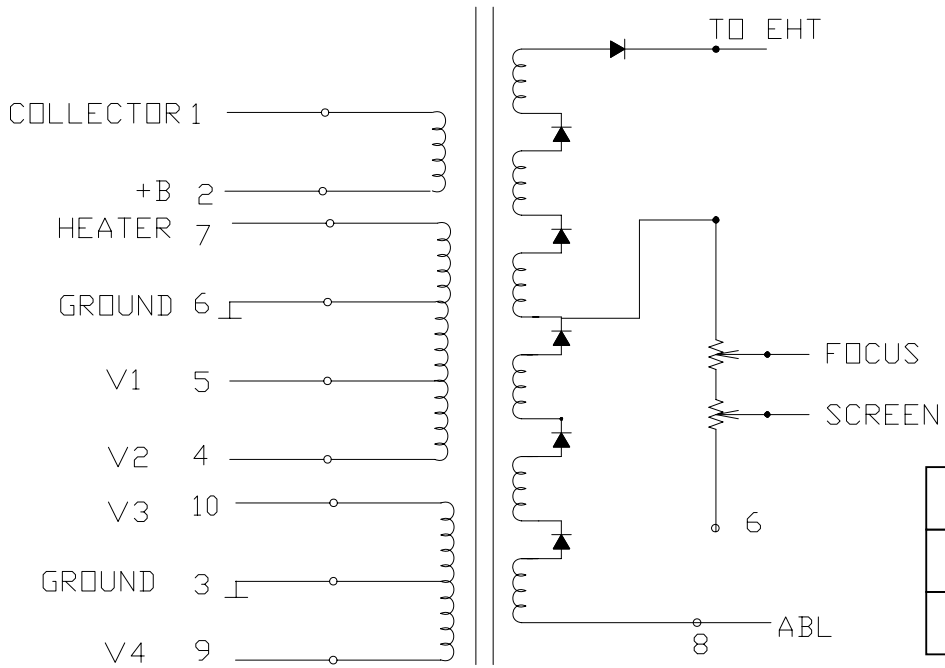 TO EHT
COLLECTOR 1
+B 2
HEATER 7
GROUND 6
V1 5
V2 4
V3 10
GROUND 3
V4 9
FOCUS
SCREEN
6
8
ABL